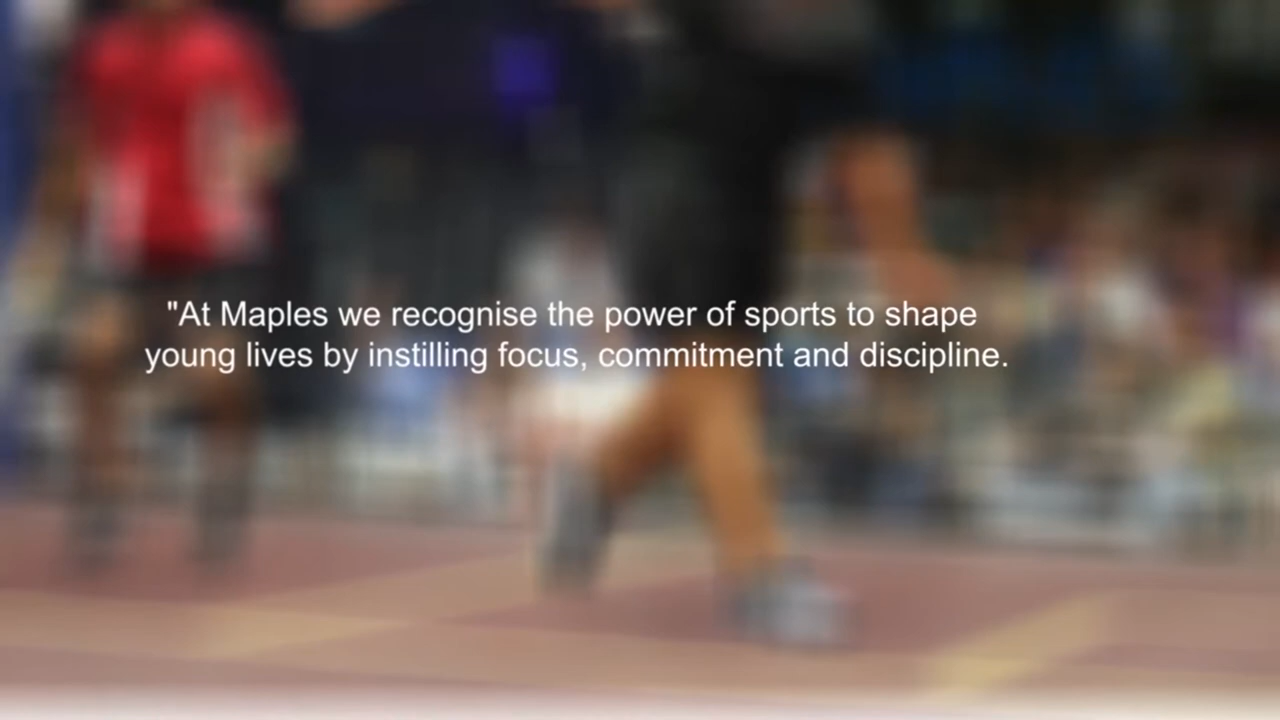 "At Maples we recognise the power of sports to shape
young lives by instilling focus, commitment and discipline.